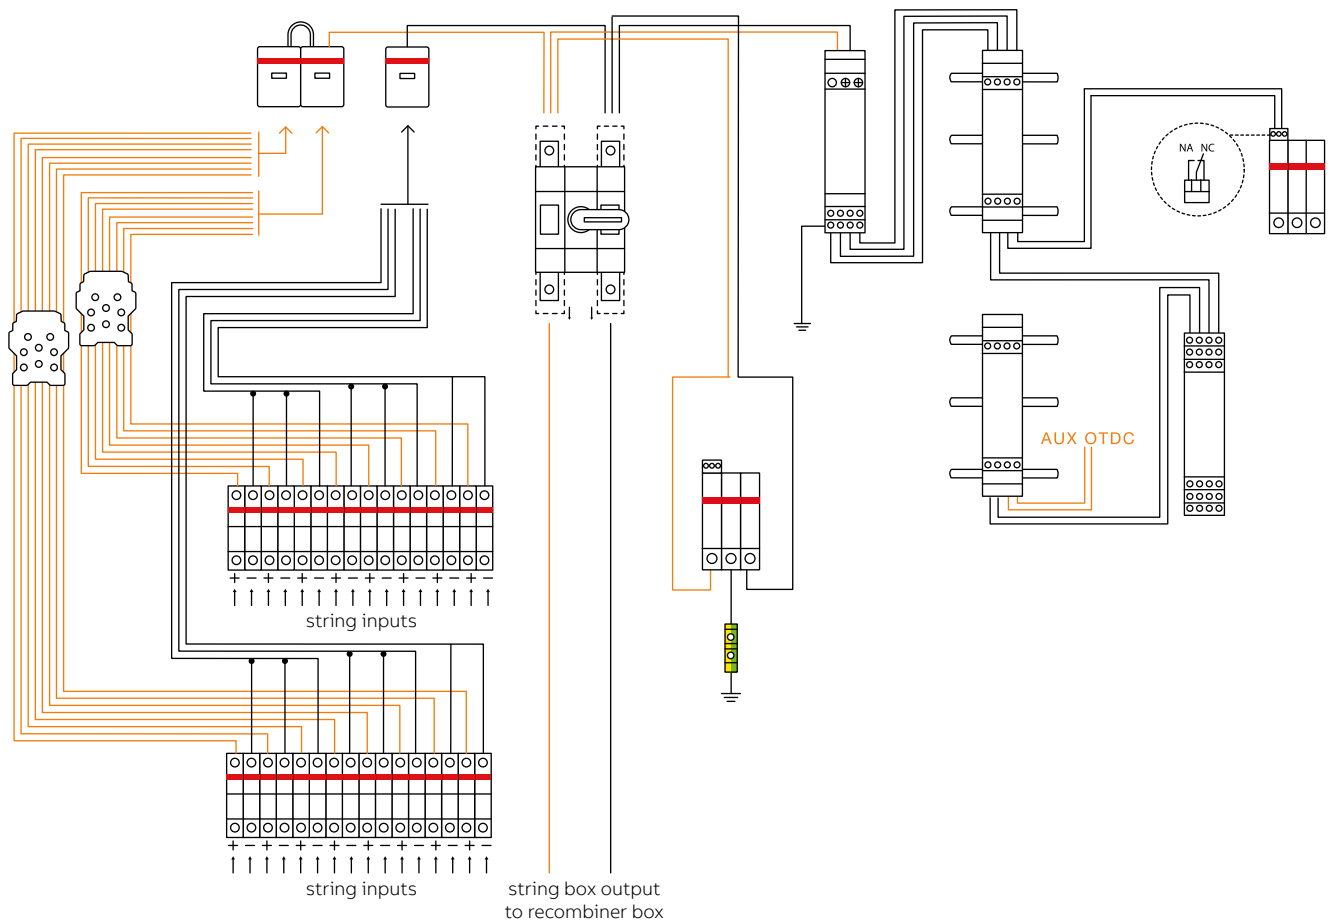 NA NC
AUX OTDC
+ − + − + − + − + − + − + − + −
string inputs
+ − + − + − + − + − + − + − + −
string inputs
string box output
to recombiner box